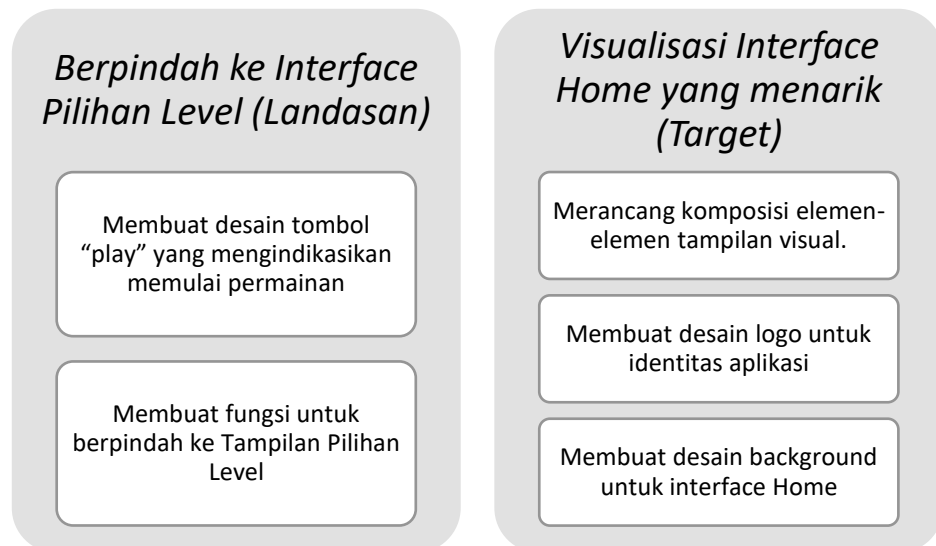 Berpindah ke Interface
Pilihan Level (Landasan)
Membuat desain tombol
“play” yang mengindikasikan
memulai permainan
Membuat fungsi untuk
berpindah ke Tampilan Pilihan
Level
Visualisasi Interface
Home yang menarik
(Target)
Merancang komposisi elemen-
elemen tampilan visual.
Membuat desain logo untuk
identitas aplikasi
Membuat desain background
untuk interface Home